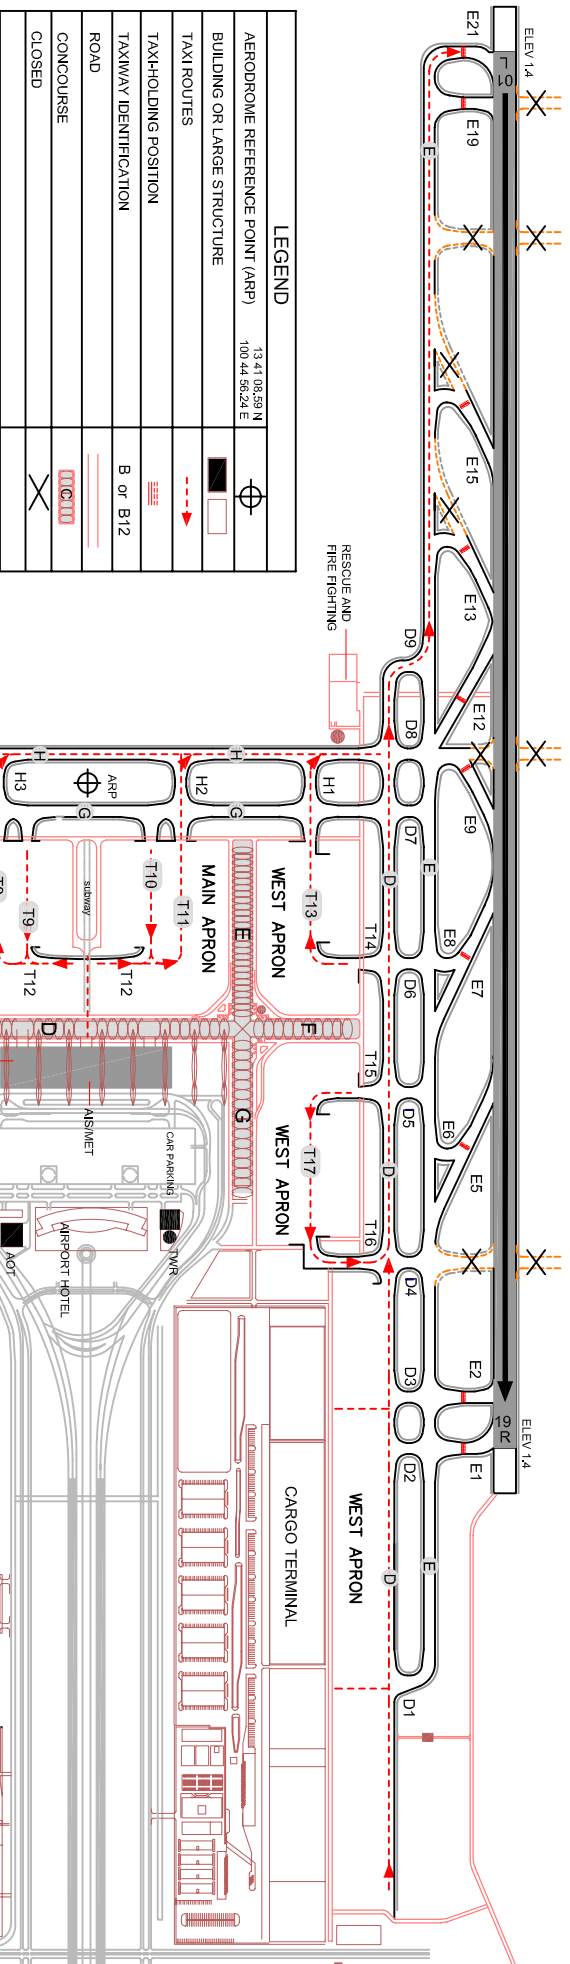 LEGEND
AERODROME REFERENCE POINT (ARP)
13 41 08.59 N
100 44 56.24 E
BUILDING OR LARGE STRUCTURE
TAXI ROUTES
TAXI-HOLDING POSITION
TAXIWAY IDENTIFICATION
B or B12
ROAD
CONCOURSE
C
CLOSED
ELEV 1.4
E21
01
L
E19
E
E15
E13
E12
E9
E
E8
E7
E6
E5
E2
19
R
ELEV 1.4
E1
E
RESCUE AND
FIRE FIGHTING
D9
D8
D7
D6
D5
D4
D3
D2
D1
D
D
D
H
H
H1
H2
H3
G
G
ARP
T14
T13
T15
T16
T17
T11
T10
T9
T12
T12
subway
WEST APRON
MAIN APRON
WEST APRON
WEST APRON
E
F
G
D
AIS/MET
CAR PARKING
TWR
AIRPORT HOTEL
AOT
CARGO TERMINAL